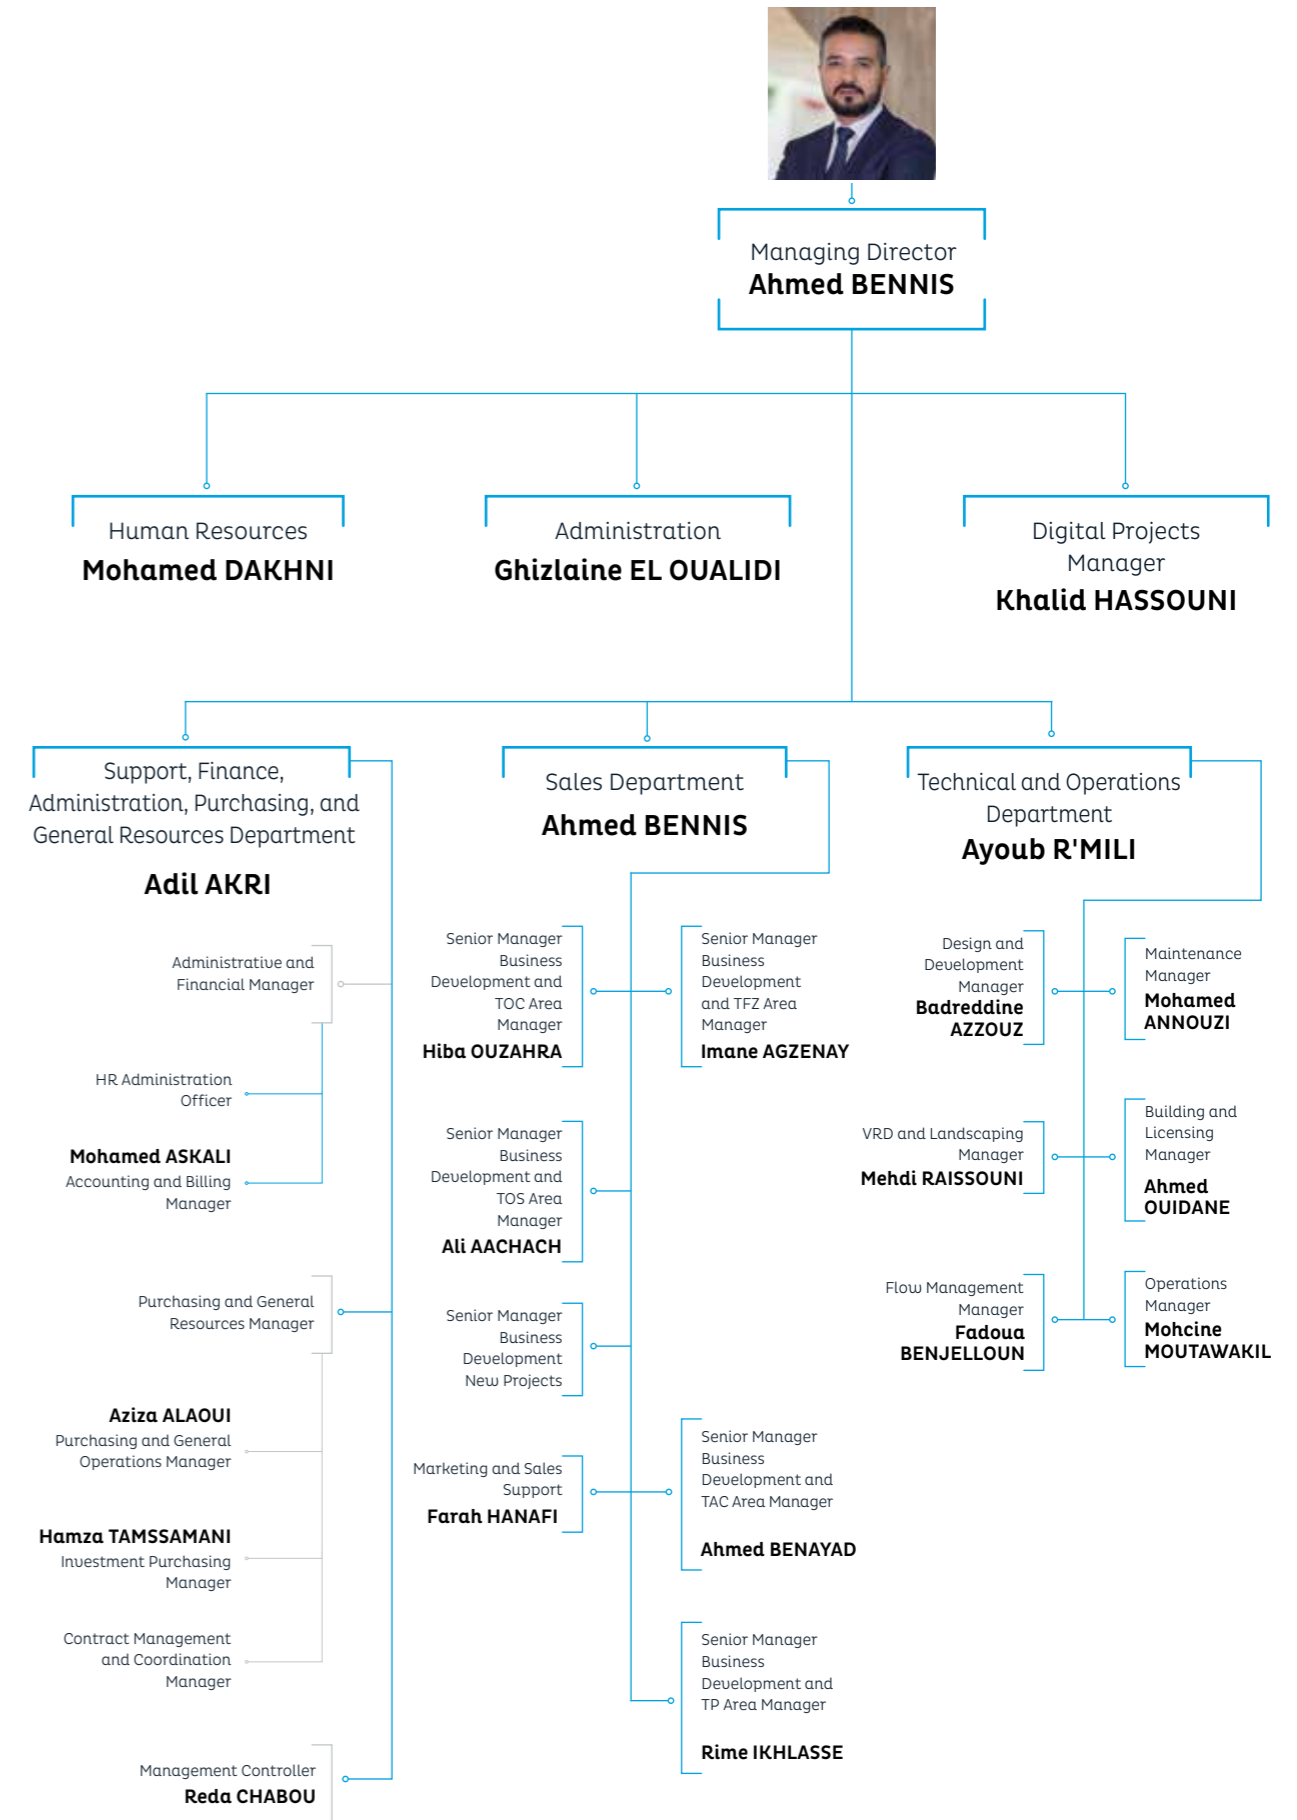 Managing Director
Ahmed BENNIS
Human Resources
Mohamed DAKHNI
Administration
Ghizlaine EL OUALIDI
Digital Projects
Manager
Khalid HASSOUNI
Support, Finance,
Administration, Purchasing, and
General Resources Department
Adil AKRI
Administrative and
Financial Manager
HR Administration
Officer
Mohamed ASKALI
Accounting and Billing
Manager
Purchasing and General
Resources Manager
Aziza ALAOUI
Purchasing and General
Operations Manager
Hamza TAMSSAMANI
Investment Purchasing
Manager
Contract Management
and Coordination
Manager
Management Controller
Reda CHABOU
Sales Department
Ahmed BENNIS
Senior Manager
Business
Development and
TOC Area
Manager
Hiba OUZAHRA
Senior Manager
Business
Development
and TFZ Area
Manager
Imane AGZENAY
Senior Manager
Business
Development and
TOS Area
Manager
Ali AACHACH
Senior Manager
Business
Development
New Projects
Marketing and Sales
Support
Farah HANAFI
Senior Manager
Business
Development and
TAC Area Manager
Ahmed BENAYAD
Senior Manager
Business
Development and
TP Area Manager
Rime IKHLASSE
Technical and Operations
Department
Ayoub R'MILI
Design and
Development
Manager
Badreddine
AZZOUZ
Maintenance
Manager
Mohamed
ANNOUZI
VRD and Landscaping
Manager
Mehdi RAISSOUNI
Building and
Licensing
Manager
Ahmed
OUIDANE
Flow Management
Manager
Fadoua
BENJELLOUN
Operations
Manager
Mohcine
MOUTAWAKIL